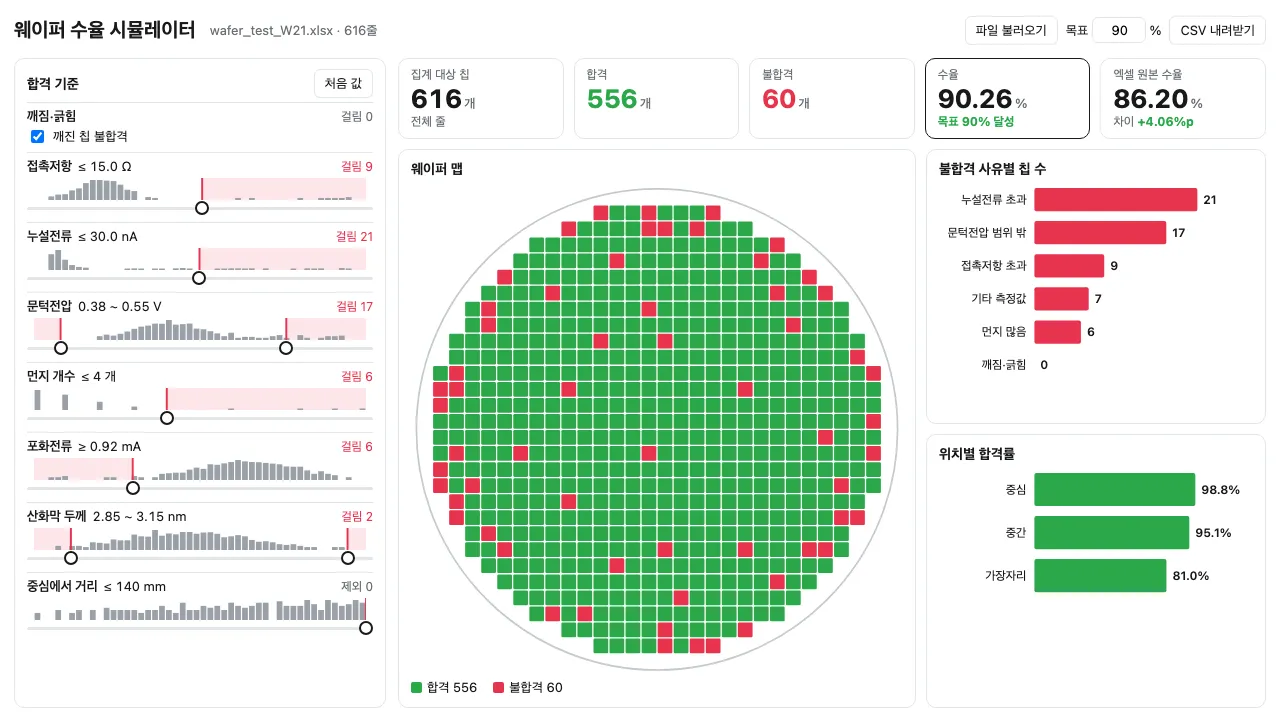 웨이퍼 수율 시뮬레이터 wafer_test_W21.xlsx · 616줄
파일 불러오기 목표 90 % CSV 내려받기
합격 기준 처음 값
깨짐·긁힘 걸림 0
깨진 칩 불합격
접촉저항 ≤ 15.0 Ω 걸림 9
누설전류 ≤ 30.0 nA 걸림 21
문턱전압 0.38 ~ 0.55 V 걸림 17
먼지 개수 ≤ 4 개 걸림 6
포화전류 ≥ 0.92 mA 걸림 6
산화막 두께 2.85 ~ 3.15 nm 걸림 2
중심에서 거리 ≤ 140 mm 제외 0
집계 대상 칩
616 개
전체 줄
합격
556 개
불합격
60 개
수율
90.26 %
목표 90% 달성
엑셀 원본 수율
86.20 %
차이 +4.06%p
웨이퍼 맵
합격 556 불합격 60
불합격 사유별 칩 수
누설전류 초과 21
문턱전압 범위 밖 17
접촉저항 초과 9
기타 측정값 7
먼지 많음 6
깨짐·긁힘 0
위치별 합격률
중심 98.8%
중간 95.1%
가장자리 81.0%